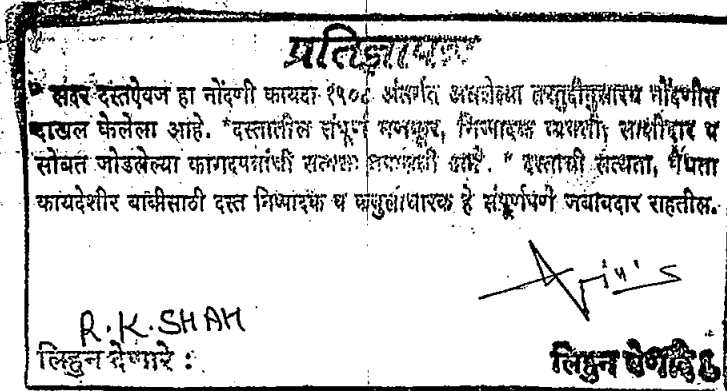 प्रतिज्ञापत्र
" सदर दस्तऐवज हा नोंदणी कायदा १९०८ अंतर्गत असलेल्या तरतुदीनुसारच नोंदणीस
दाखल केलेला आहे. "दस्तातील संपूर्ण मजकूर, निष्पादक व्यक्ती, साक्षीदार व
सोबत जोडलेल्या कागदपत्रांची सत्यता तपासली आहे. " दस्ताची सत्यता, वैधता
कायदेशीर बाबीसाठी दस्त निष्पादक व कबुलीधारक हे संपूर्णपणे जबाबदार राहतील.
R.K.SHAH
लिहुन देणारे :
लिहुन घेणारे